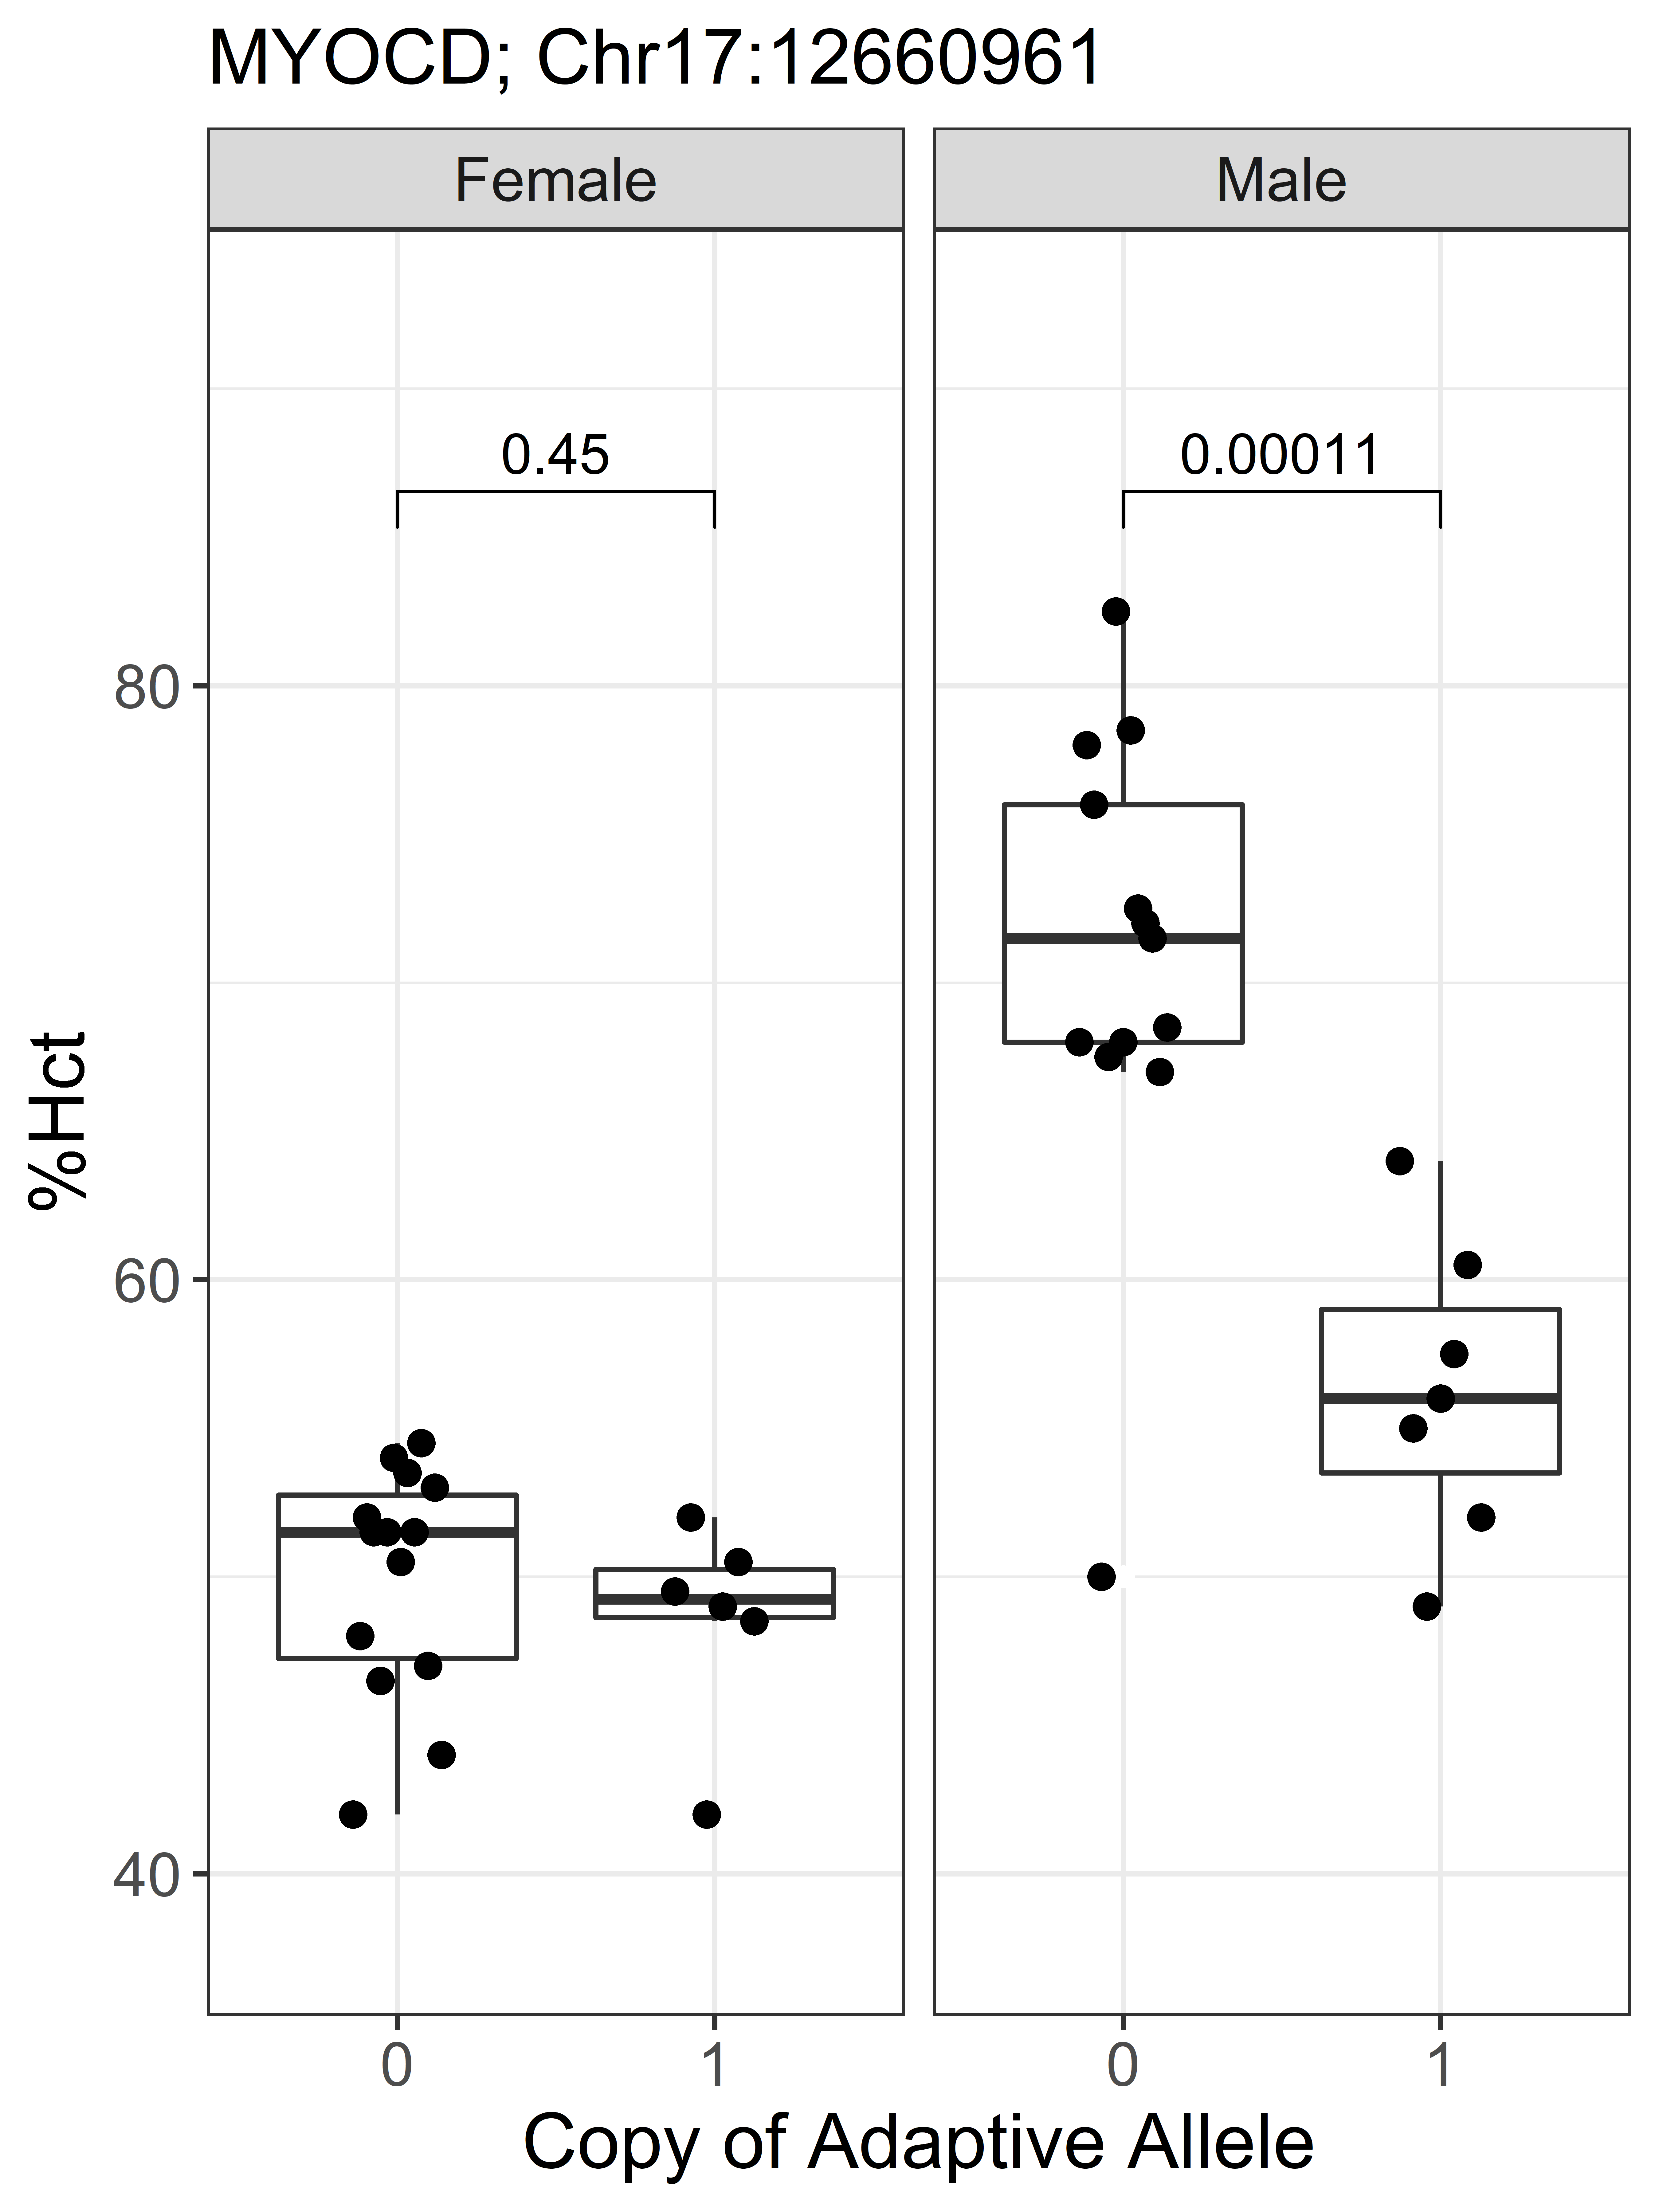 MYOCD; Chr17:12660961
Female
Male
0.45
0.00011
80
60
40
%Hct
0
1
0
1
Copy of Adaptive Allele